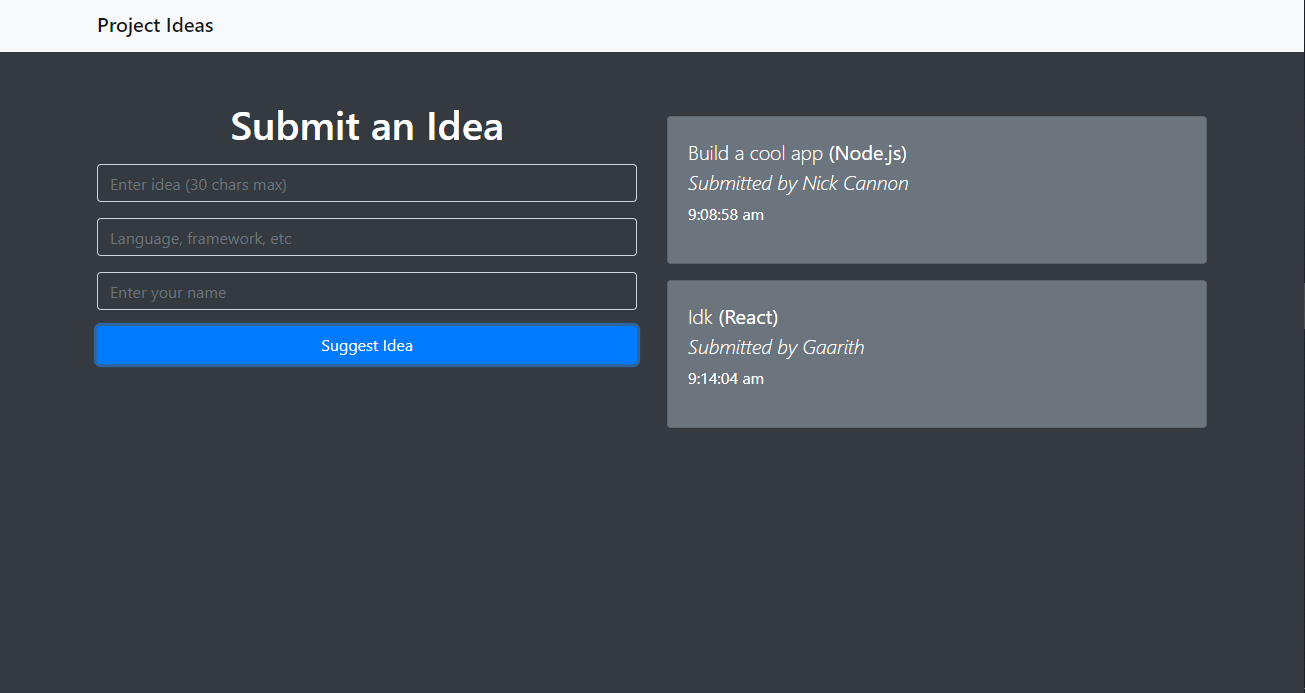 Project Ideas
Submit an Idea
Enter idea (30 chars max)
Language, framework, etc
Enter your name
Suggest Idea
Build a cool app (Node.js)
Submitted by Nick Cannon
9:08:58 am
Idk (React)
Submitted by Gaarith
9:14:04 am